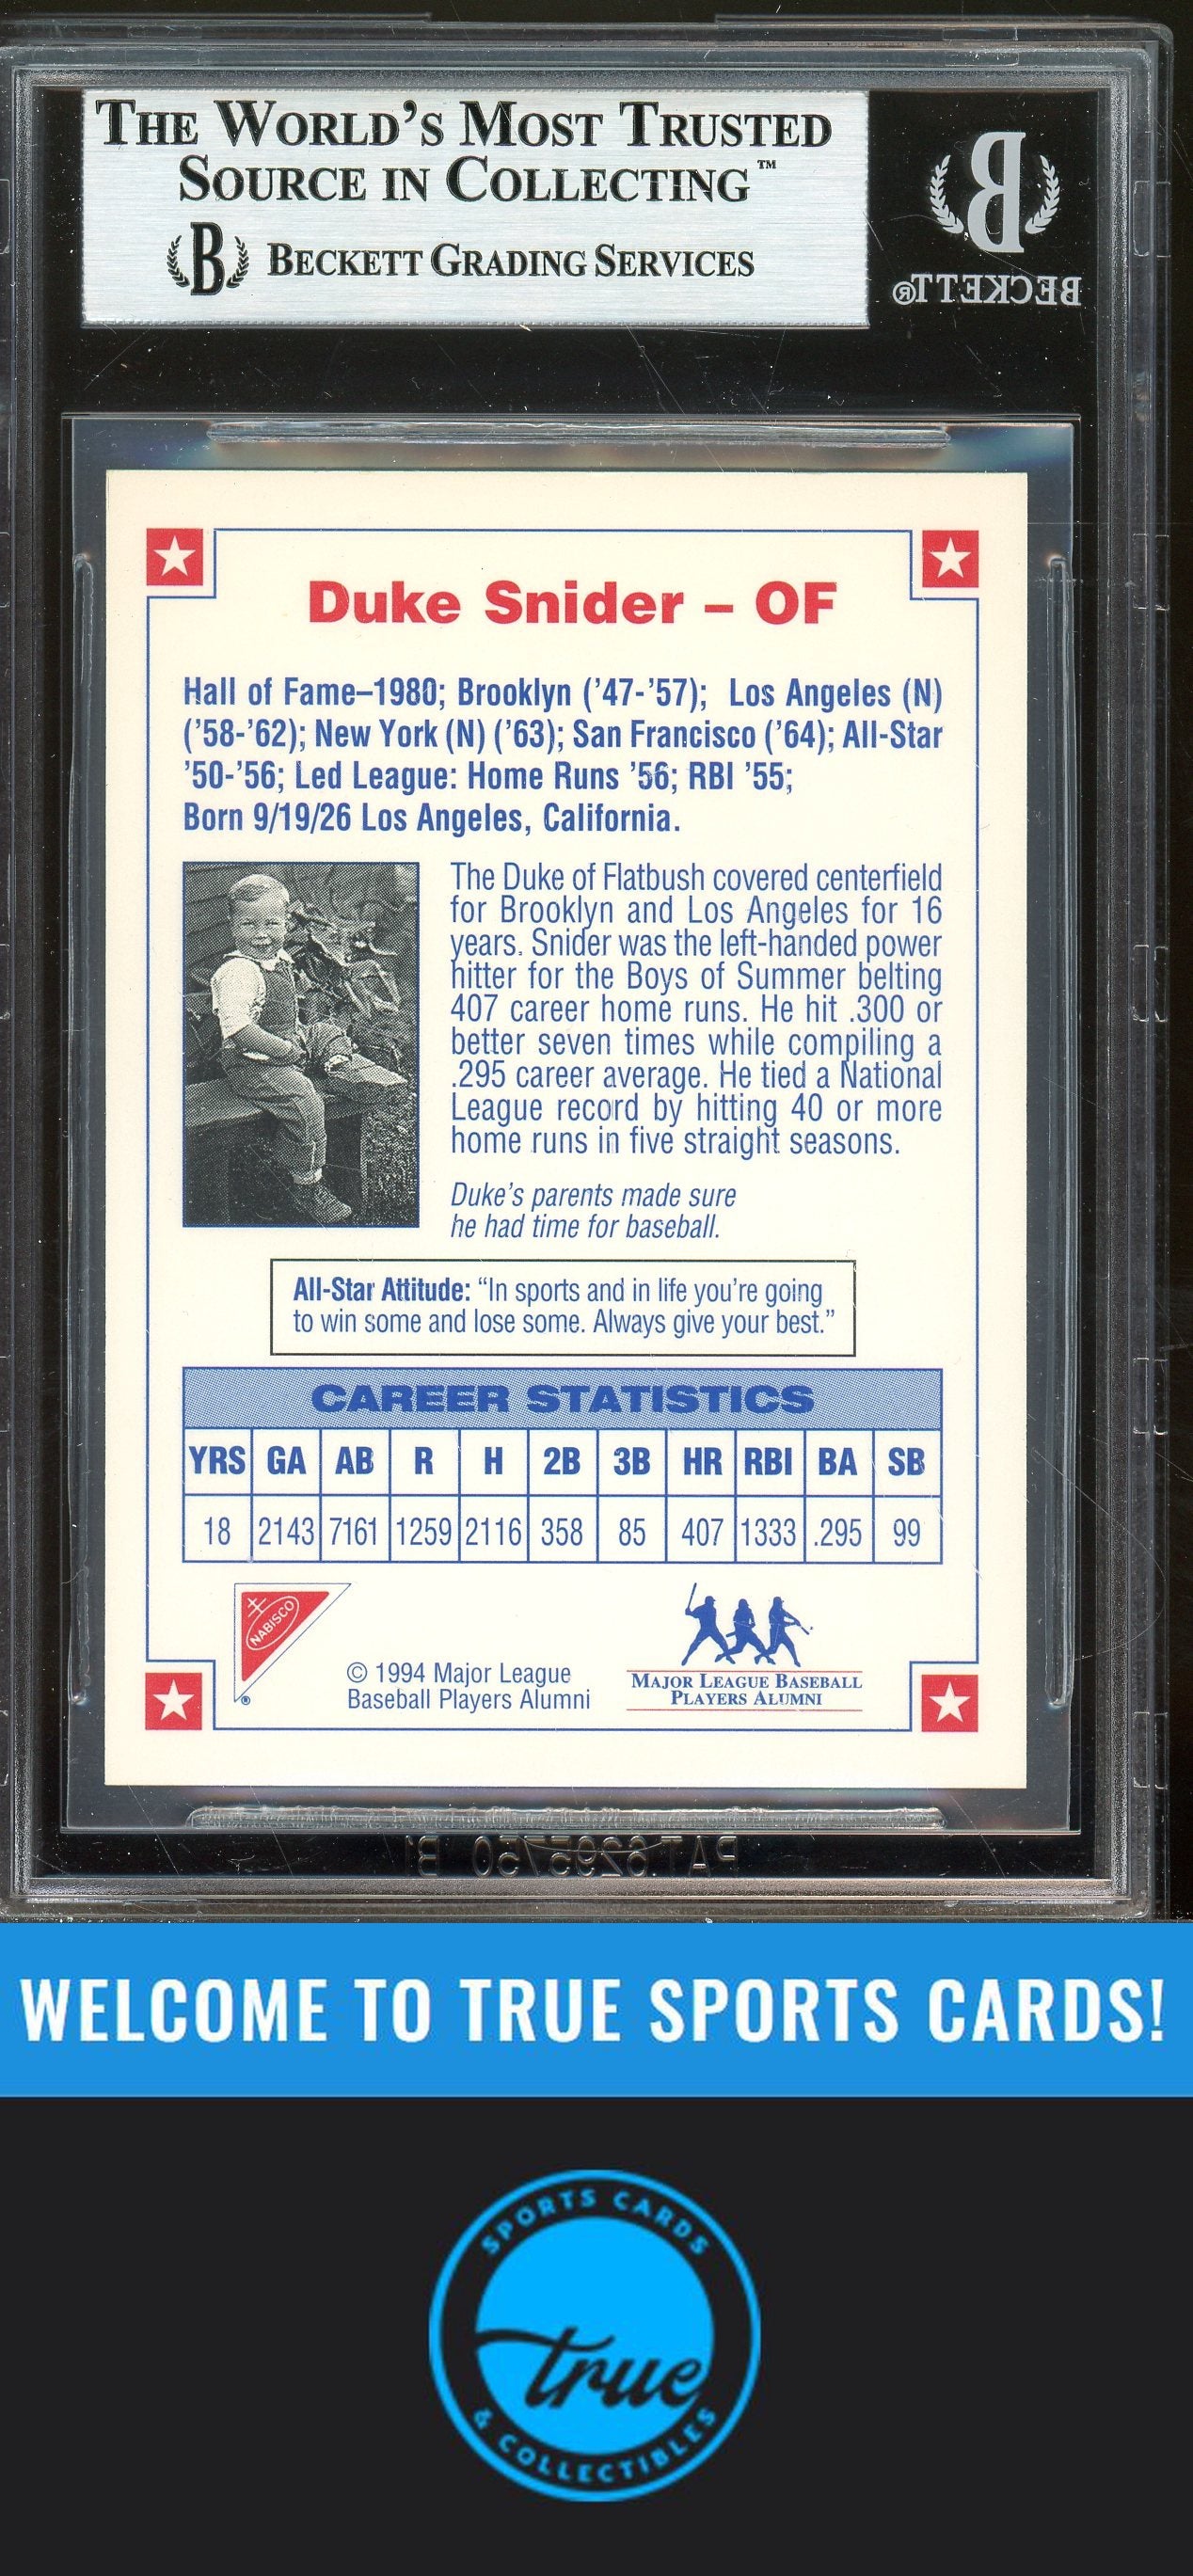 THE WORLD'S MOST TRUSTED
SOURCE IN COLLECTING™
B BECKETT GRADING SERVICES
B
BECKETT®
Duke Snider – OF
Hall of Fame–1980; Brooklyn ('47-'57); Los Angeles (N)
('58-'62); New York (N) ('63); San Francisco ('64); All-Star
'50-'56; Led League: Home Runs '56; RBI '55;
Born 9/19/26 Los Angeles, California.
The Duke of Flatbush covered centerfield
for Brooklyn and Los Angeles for 16
years. Snider was the left-handed power
hitter for the Boys of Summer belting
407 career home runs. He hit .300 or
better seven times while compiling a
.295 career average. He tied a National
League record by hitting 40 or more
home runs in five straight seasons.
Duke's parents made sure
he had time for baseball.
All-Star Attitude: “In sports and in life you're going
to win some and lose some. Always give your best.”
CAREER STATISTICS
YRS GA AB R H 2B 3B HR RBI BA SB
18 2143 7161 1259 2116 358 85 407 1333 .295 99
NABISCO
®
© 1994 Major League
Baseball Players Alumni
MAJOR LEAGUE BASEBALL
PLAYERS ALUMNI
PAT.6295750 B1
WELCOME TO TRUE SPORTS CARDS!
SPORTS CARDS
true
& COLLECTIBLES